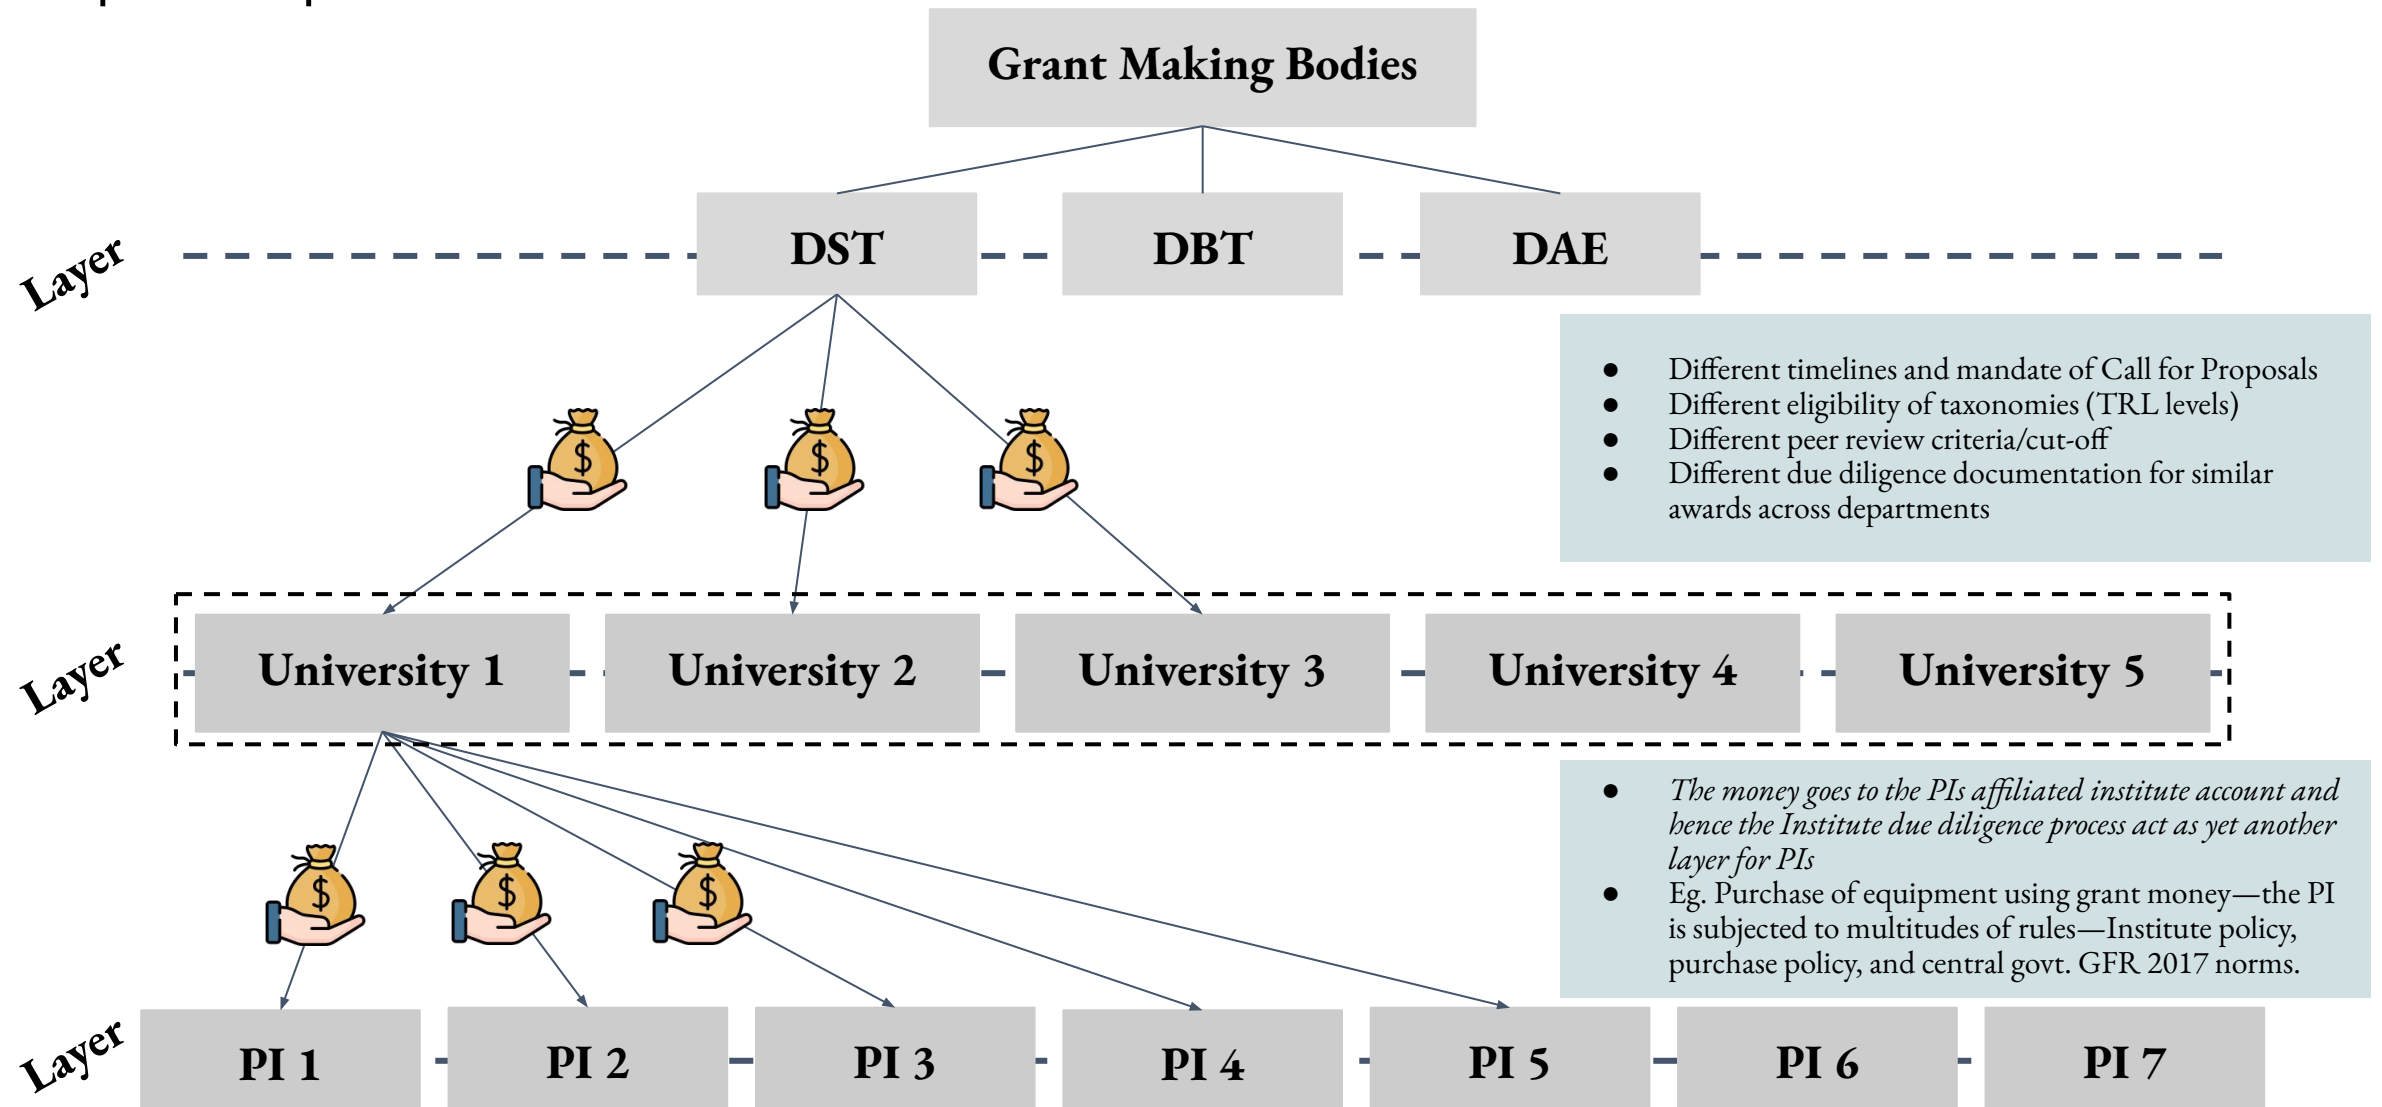 Grant Making Bodies
DST
DBT
DAE
Layer
● Different timelines and mandate of Call for Proposals
● Different eligibility of taxonomies (TRL levels)
● Different peer review criteria/cut-off
● Different due diligence documentation for similar
awards across departments
$
$
$
Layer
University 1
University 2
University 3
University 4
University 5
● The money goes to the PIs affiliated institute account and
hence the Institute due diligence process act as yet another
layer for PIs
● Eg. Purchase of equipment using grant money—the PI
is subjected to multitudes of rules—Institute policy,
purchase policy, and central govt. GFR 2017 norms.
$
$
$
Layer
PI 1
PI 2
PI 3
PI 4
PI 5
PI 6
PI 7